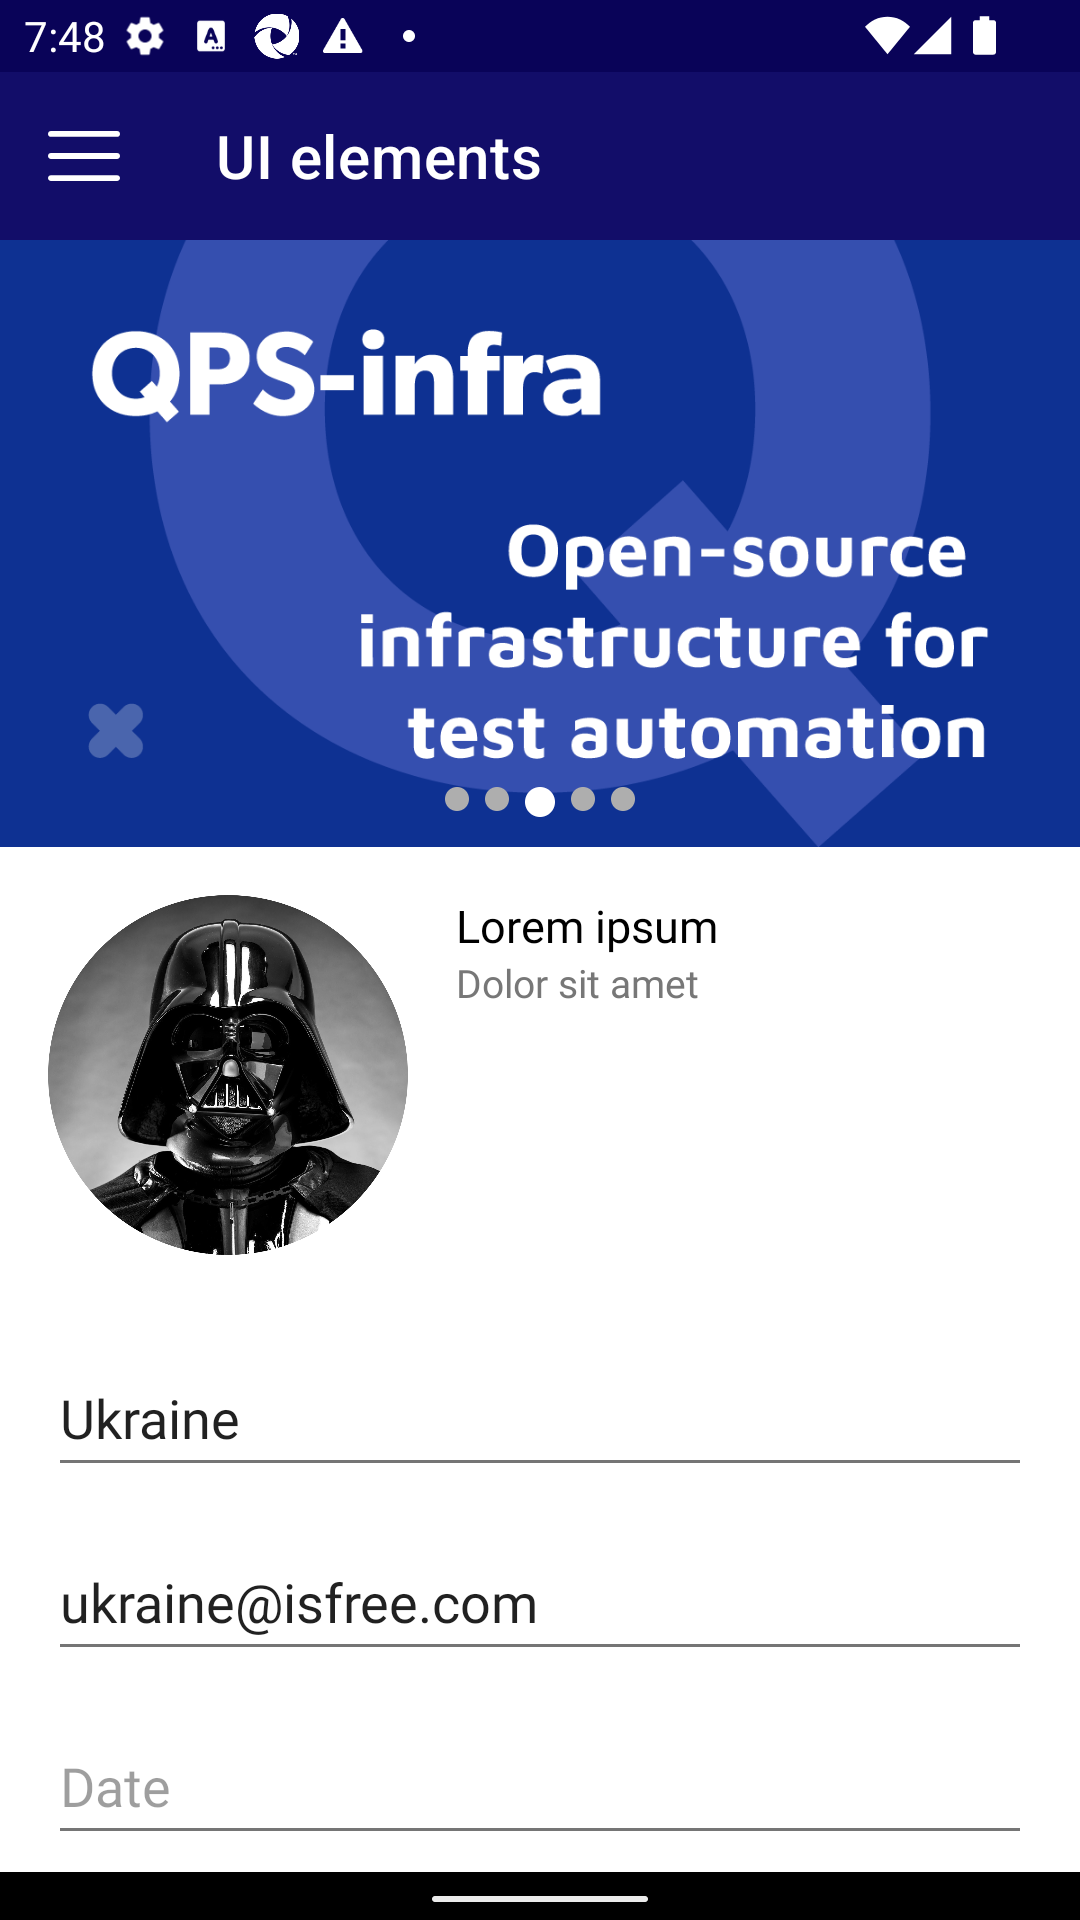 7:48
UI elements
QPS-infra
Open-source
infrastructure for
test automation
Lorem ipsum
Dolor sit amet
Ukraine
ukraine@isfree.com
Date